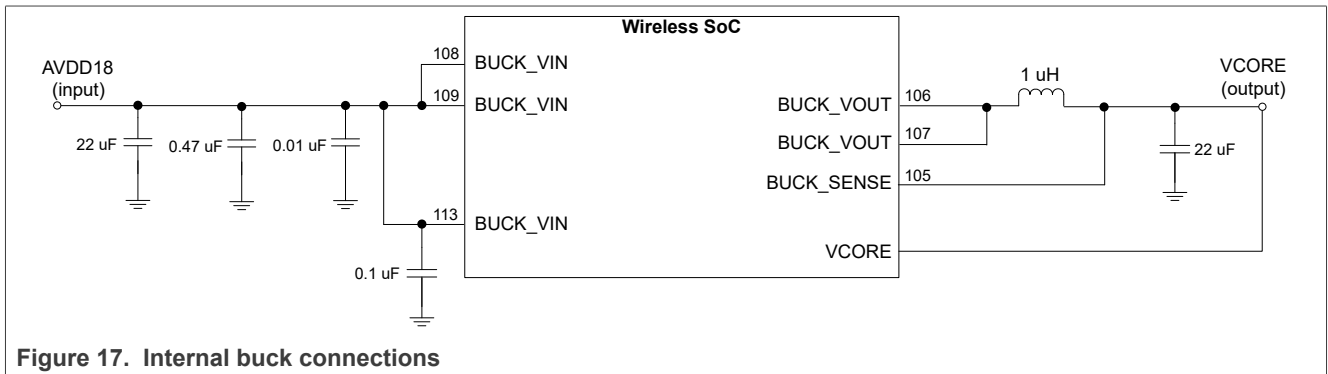 Wireless SoC
AVDD18
(input)
108
BUCK_VIN
109
BUCK_VIN
22 uF
0.47 uF
0.01 uF
113
BUCK_VIN
0.1 uF
BUCK_VOUT
106
BUCK_VOUT
107
BUCK_SENSE
105
VCORE
1 uH
VCORE
(output)
22 uF
Figure 17. Internal buck connections